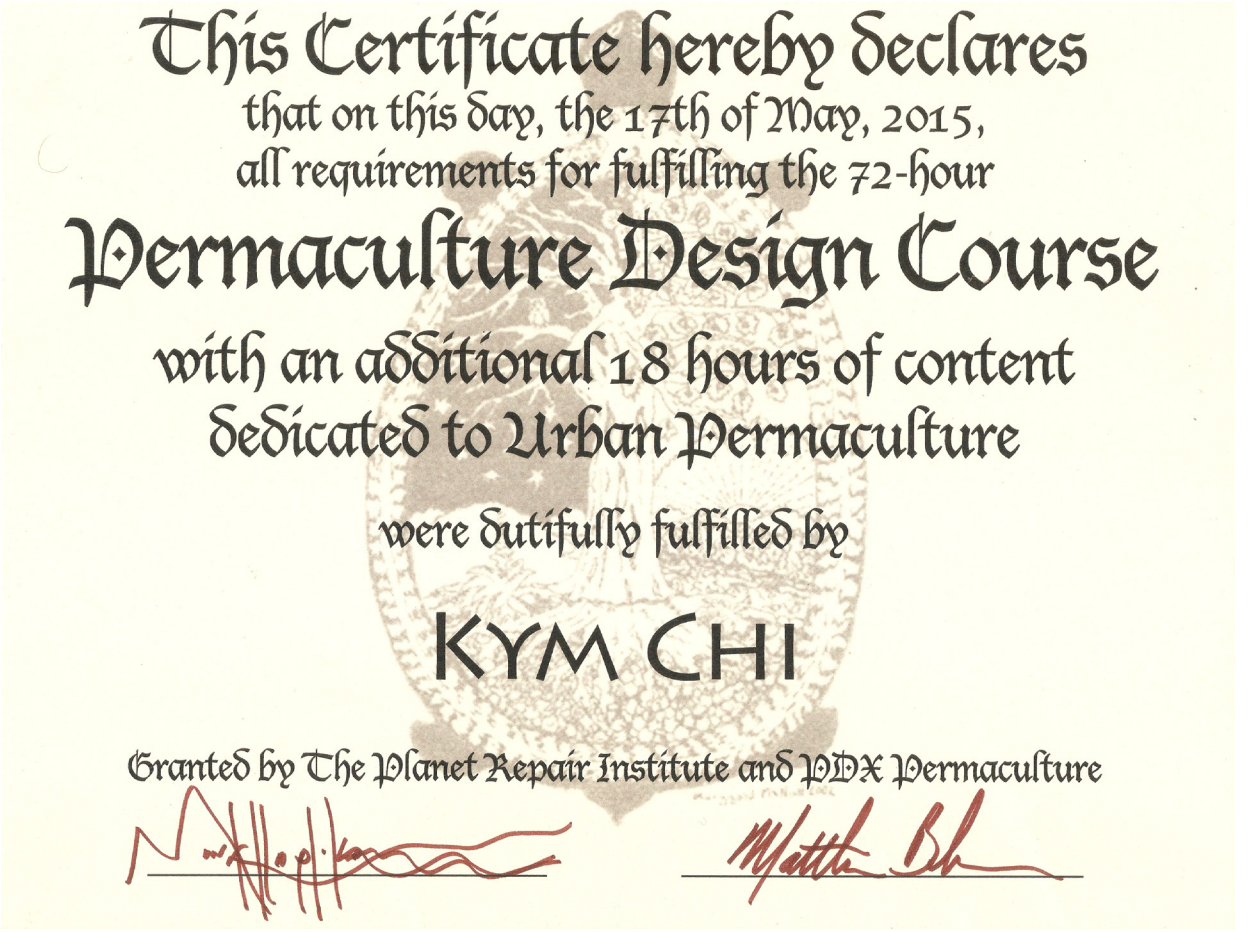 This Certificate hereby declares
that on this day, the 17th of May, 2015,
all requirements for fulfilling the 72-hour
Permaculture Design Course
with an additional 18 hours of content
dedicated to Urban Permaculture
were dutifully fulfilled by
Kym Chi
Granted by The Planet Repair Institute and PDX Permaculture